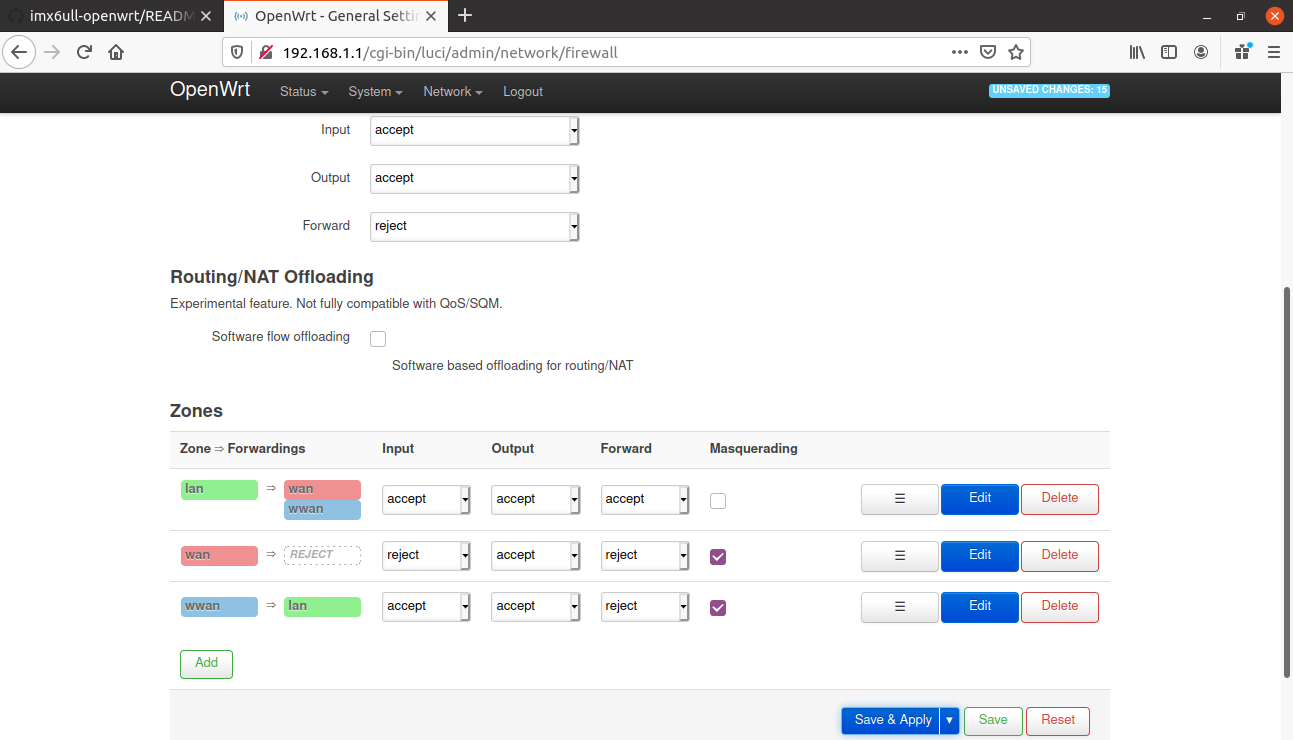 imx6ull-openwrt/READM
OpenWrt - General Settin
192.168.1.1/cgi-bin/luci/admin/network/firewall
OpenWrt Status System Network Logout UNSAVED CHANGES: 15
Input accept
Output accept
Forward reject
Routing/NAT Offloading
Experimental feature. Not fully compatible with QoS/SQM.
Software flow offloading
Software based offloading for routing/NAT
Zones
Zone ⇒ Forwardings Input Output Forward Masquerading
lan ⇒ wan accept accept accept Edit Delete
wwan
wan ⇒ REJECT reject accept reject Edit Delete
wwan ⇒ lan accept accept reject Edit Delete
Add
Save & Apply Save Reset